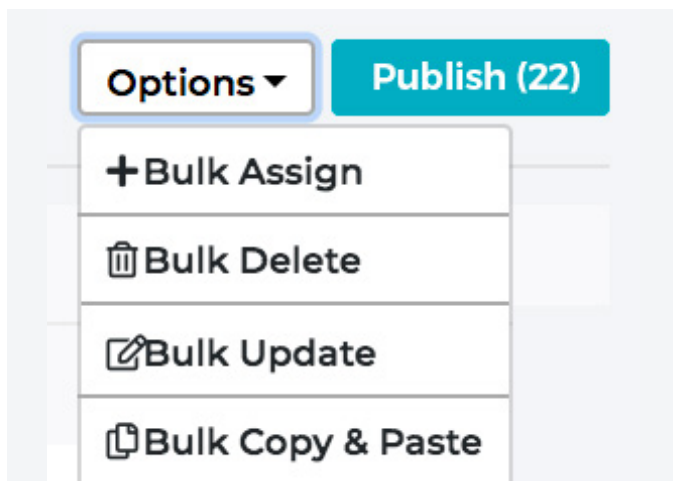 Options
Publish (22)
Bulk Assign
Bulk Delete
Bulk Update
Bulk Copy & Paste